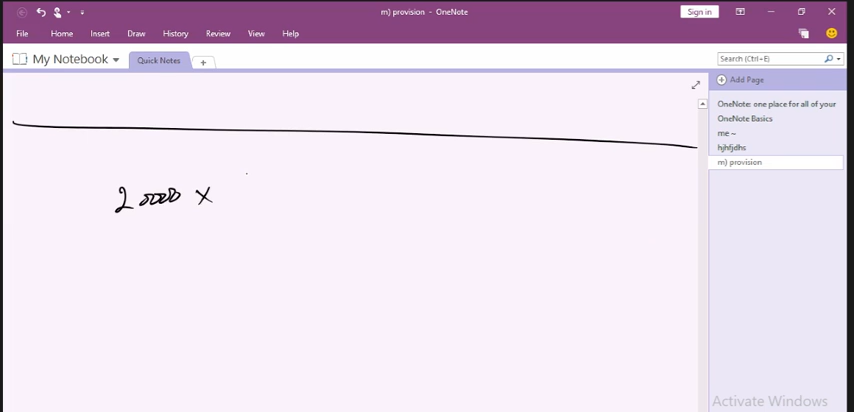 m) provision - OneNote
Sign in
File Home Insert Draw History Review View Help
My Notebook
Quick Notes
+
Search (Ctrl+E)
Add Page
OneNote: one place for all of your
OneNote Basics
me ~
hjhfjdhs
m) provision
20000 ×
Activate Windows